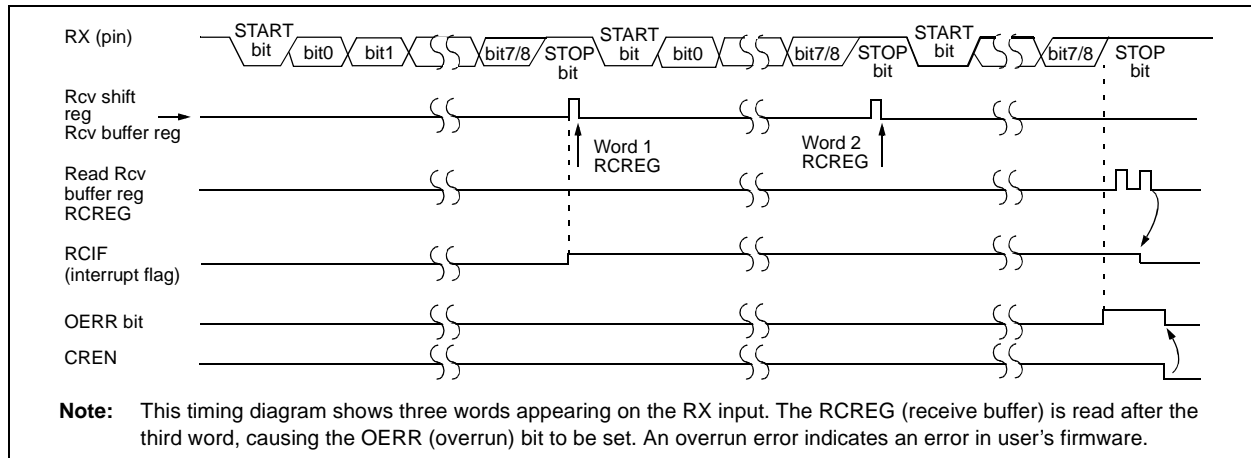 RX (pin)
START
bit
bit0
bit1
bit7/8
STOP
bit
START
bit
bit0
bit7/8
STOP
bit
START
bit
bit7/8
STOP
bit
Rcv shift
reg
Rcv buffer reg
Word 1
RCREG
Word 2
RCREG
Read Rcv
buffer reg
RCREG
RCIF
(interrupt flag)
OERR bit
CREN
Note: This timing diagram shows three words appearing on the RX input. The RCREG (receive buffer) is read after the
third word, causing the OERR (overrun) bit to be set. An overrun error indicates an error in user's firmware.